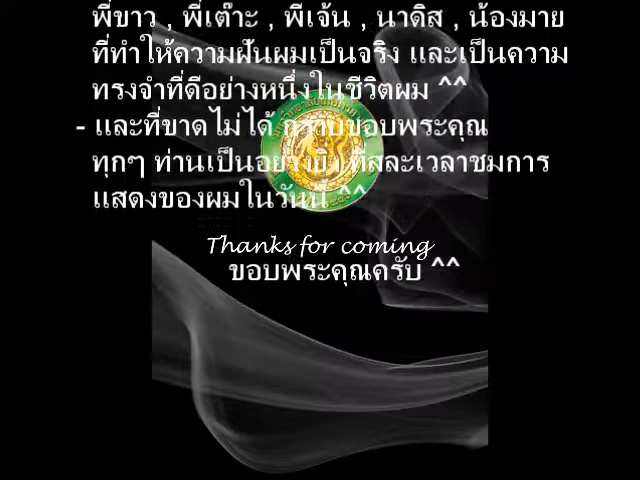 พี่ขาว , พี่เต๊าะ , พี่เจ้น , นาดิส , น้องมาย
ที่ทำให้ความฝันผมเป็นจริง และเป็นความ
ทรงจำที่ดีอย่างหนึ่งในชีวิตผม ^^
- และที่ขาดไม่ได้ กราบขอบพระคุณ
ทุกๆ ท่านเป็นอย่างยิ่ง ที่สละเวลาชมการ
แสดงของผมในวันนี้ ^^
Thanks for coming
ขอบพระคุณครับ ^^